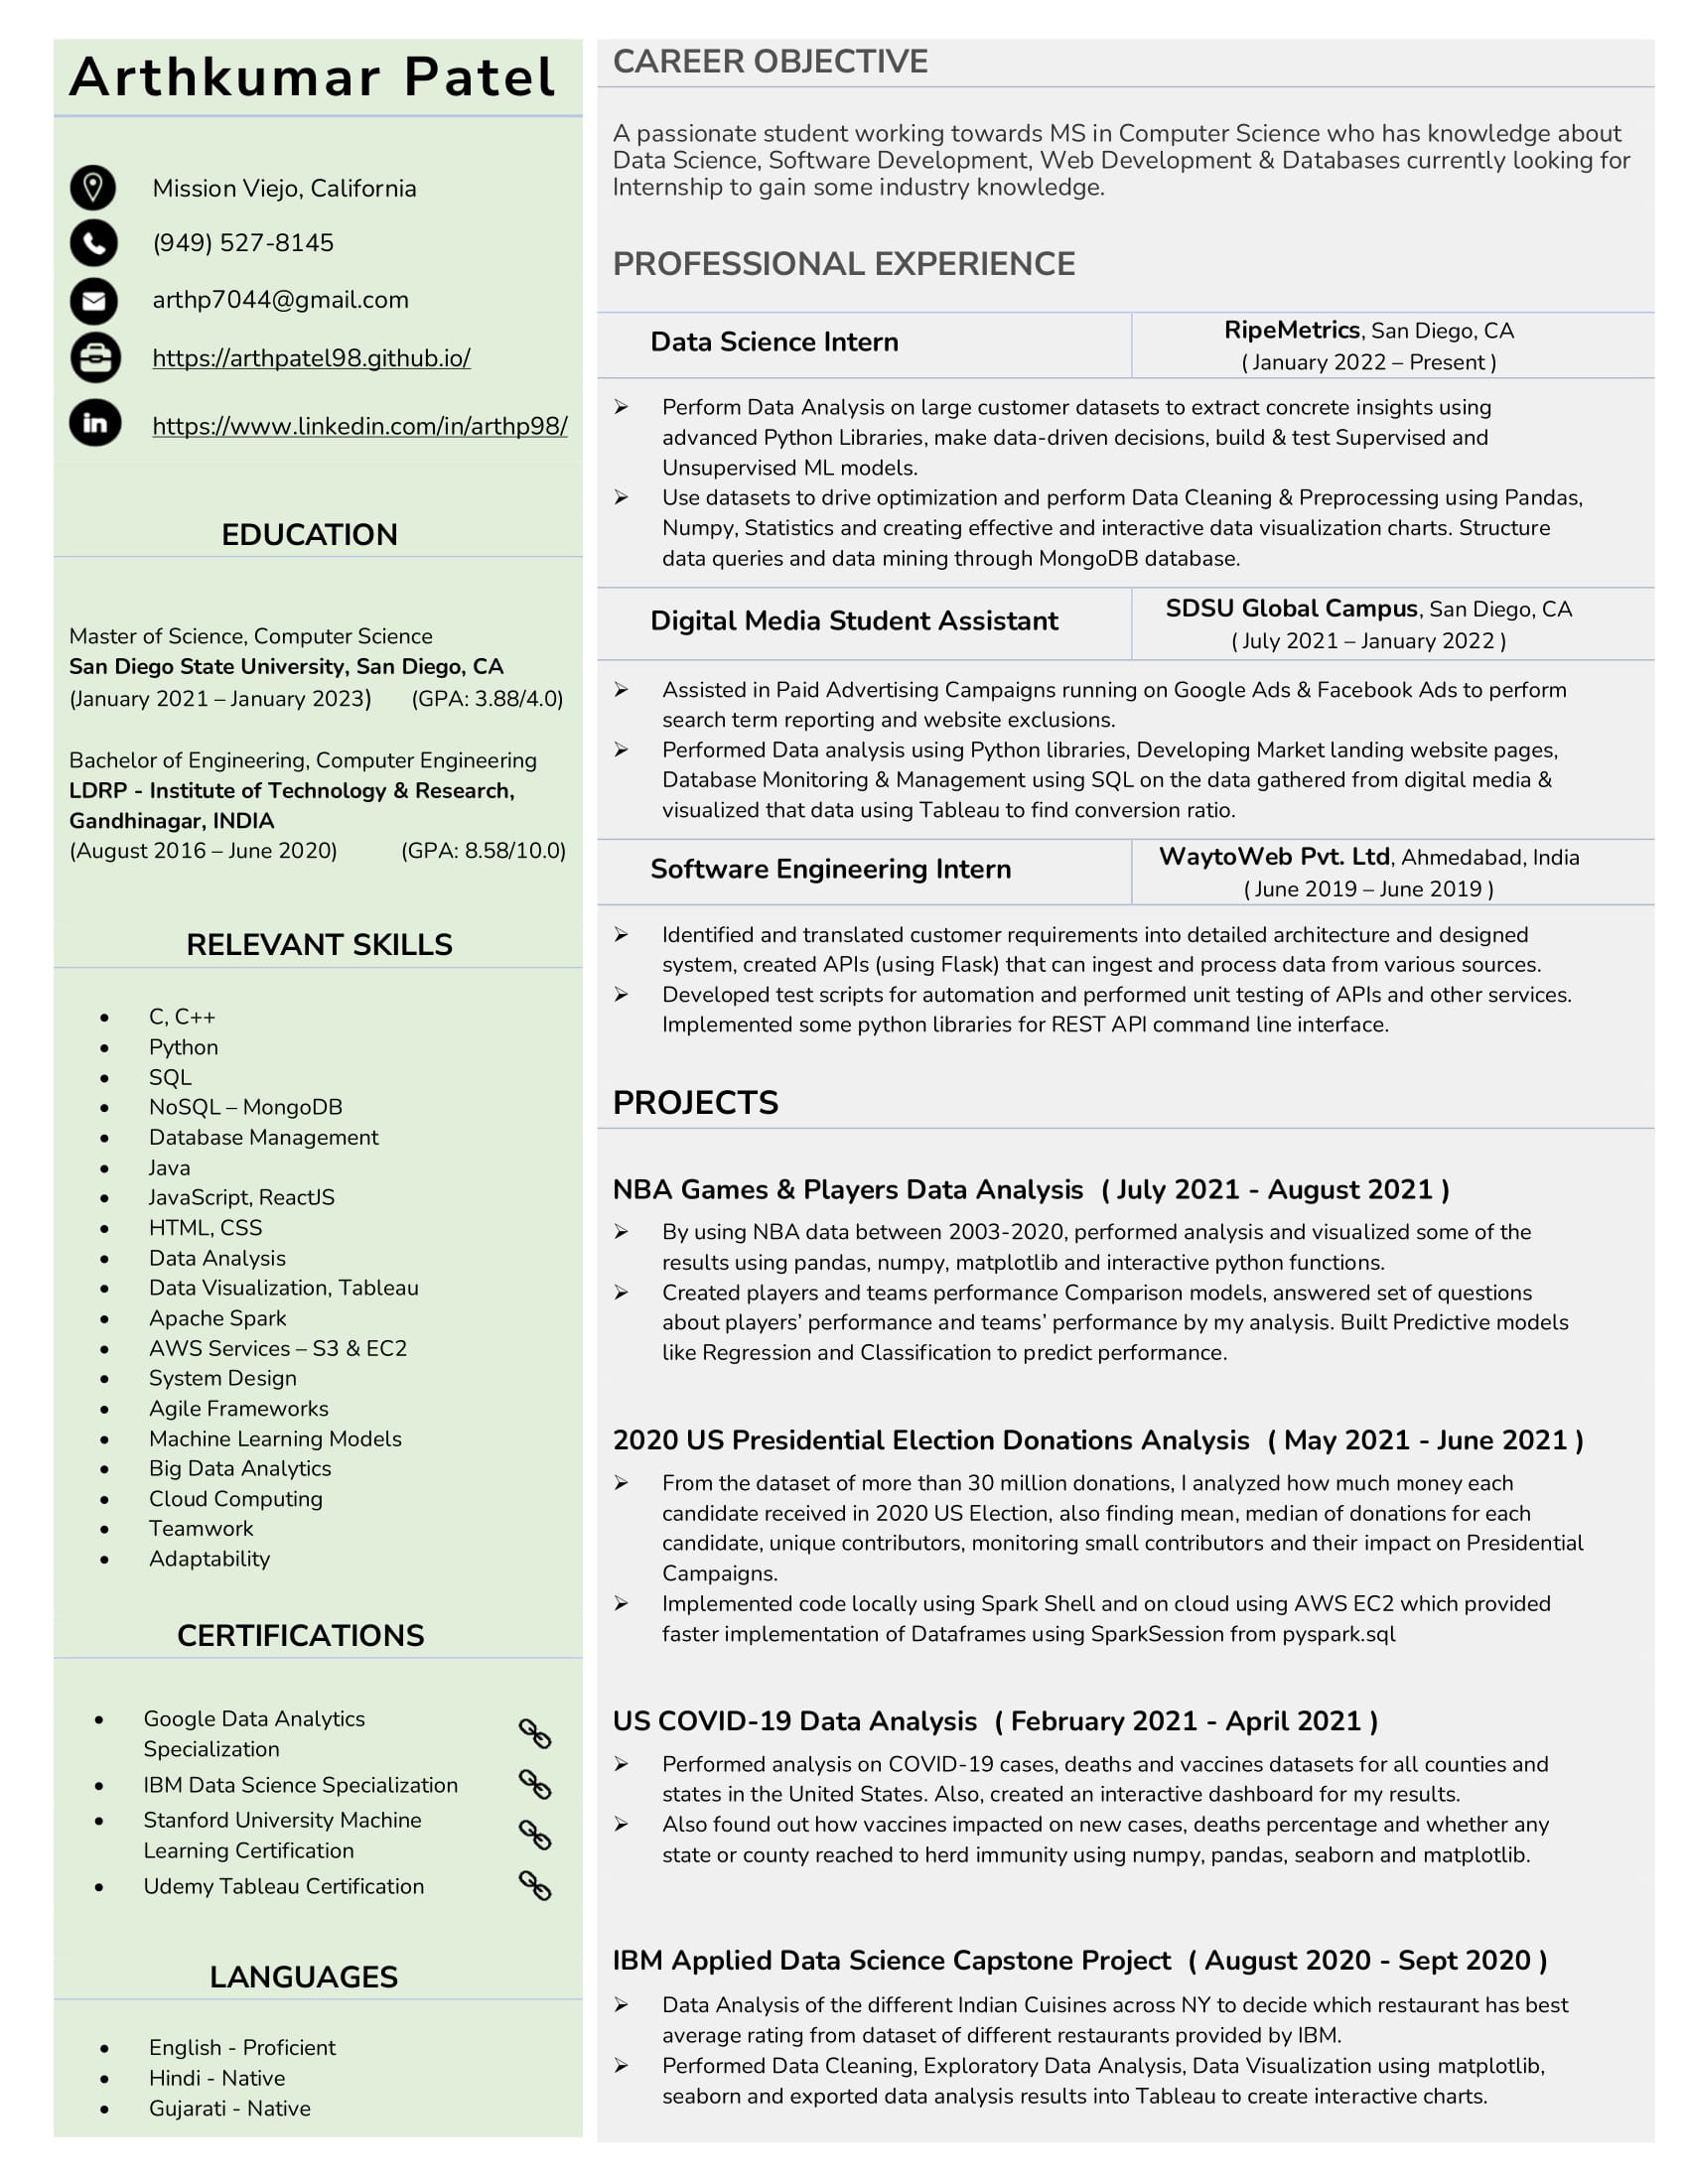 Arthkumar Patel
Mission Viejo, California
(949) 527-8145
arthp7044@gmail.com
https://arthpatel98.github.io/
https://www.linkedin.com/in/arthp98/
EDUCATION
Master of Science, Computer Science
San Diego State University, San Diego, CA
(January 2021 – January 2023) (GPA: 3.88/4.0)
Bachelor of Engineering, Computer Engineering
LDRP - Institute of Technology & Research,
Gandhinagar, INDIA
(August 2016 – June 2020) (GPA: 8.58/10.0)
RELEVANT SKILLS
• C, C++
• Python
• SQL
• NoSQL – MongoDB
• Database Management
• Java
• JavaScript, ReactJS
• HTML, CSS
• Data Analysis
• Data Visualization, Tableau
• Apache Spark
• AWS Services – S3 & EC2
• System Design
• Agile Frameworks
• Machine Learning Models
• Big Data Analytics
• Cloud Computing
• Teamwork
• Adaptability
CERTIFICATIONS
• Google Data Analytics
Specialization
• IBM Data Science Specialization
• Stanford University Machine
Learning Certification
• Udemy Tableau Certification
LANGUAGES
• English - Proficient
• Hindi - Native
• Gujarati - Native
CAREER OBJECTIVE
A passionate student working towards MS in Computer Science who has knowledge about
Data Science, Software Development, Web Development & Databases currently looking for
Internship to gain some industry knowledge.
PROFESSIONAL EXPERIENCE
Data Science Intern
RipeMetrics, San Diego, CA
( January 2022 – Present )
➢ Perform Data Analysis on large customer datasets to extract concrete insights using
advanced Python Libraries, make data-driven decisions, build & test Supervised and
Unsupervised ML models.
➢ Use datasets to drive optimization and perform Data Cleaning & Preprocessing using Pandas,
Numpy, Statistics and creating effective and interactive data visualization charts. Structure
data queries and data mining through MongoDB database.
Digital Media Student Assistant
SDSU Global Campus, San Diego, CA
( July 2021 – January 2022 )
➢ Assisted in Paid Advertising Campaigns running on Google Ads & Facebook Ads to perform
search term reporting and website exclusions.
➢ Performed Data analysis using Python libraries, Developing Market landing website pages,
Database Monitoring & Management using SQL on the data gathered from digital media &
visualized that data using Tableau to find conversion ratio.
Software Engineering Intern
WaytoWeb Pvt. Ltd, Ahmedabad, India
( June 2019 – June 2019 )
➢ Identified and translated customer requirements into detailed architecture and designed
system, created APIs (using Flask) that can ingest and process data from various sources.
➢ Developed test scripts for automation and performed unit testing of APIs and other services.
Implemented some python libraries for REST API command line interface.
PROJECTS
NBA Games & Players Data Analysis ( July 2021 - August 2021 )
➢ By using NBA data between 2003-2020, performed analysis and visualized some of the
results using pandas, numpy, matplotlib and interactive python functions.
➢ Created players and teams performance Comparison models, answered set of questions
about players’ performance and teams’ performance by my analysis. Built Predictive models
like Regression and Classification to predict performance.
2020 US Presidential Election Donations Analysis ( May 2021 - June 2021 )
➢ From the dataset of more than 30 million donations, I analyzed how much money each
candidate received in 2020 US Election, also finding mean, median of donations for each
candidate, unique contributors, monitoring small contributors and their impact on Presidential
Campaigns.
➢ Implemented code locally using Spark Shell and on cloud using AWS EC2 which provided
faster implementation of Dataframes using SparkSession from pyspark.sql
US COVID-19 Data Analysis ( February 2021 - April 2021 )
➢ Performed analysis on COVID-19 cases, deaths and vaccines datasets for all counties and
states in the United States. Also, created an interactive dashboard for my results.
➢ Also found out how vaccines impacted on new cases, deaths percentage and whether any
state or county reached to herd immunity using numpy, pandas, seaborn and matplotlib.
IBM Applied Data Science Capstone Project ( August 2020 - Sept 2020 )
➢ Data Analysis of the different Indian Cuisines across NY to decide which restaurant has best
average rating from dataset of different restaurants provided by IBM.
➢ Performed Data Cleaning, Exploratory Data Analysis, Data Visualization using matplotlib,
seaborn and exported data analysis results into Tableau to create interactive charts.